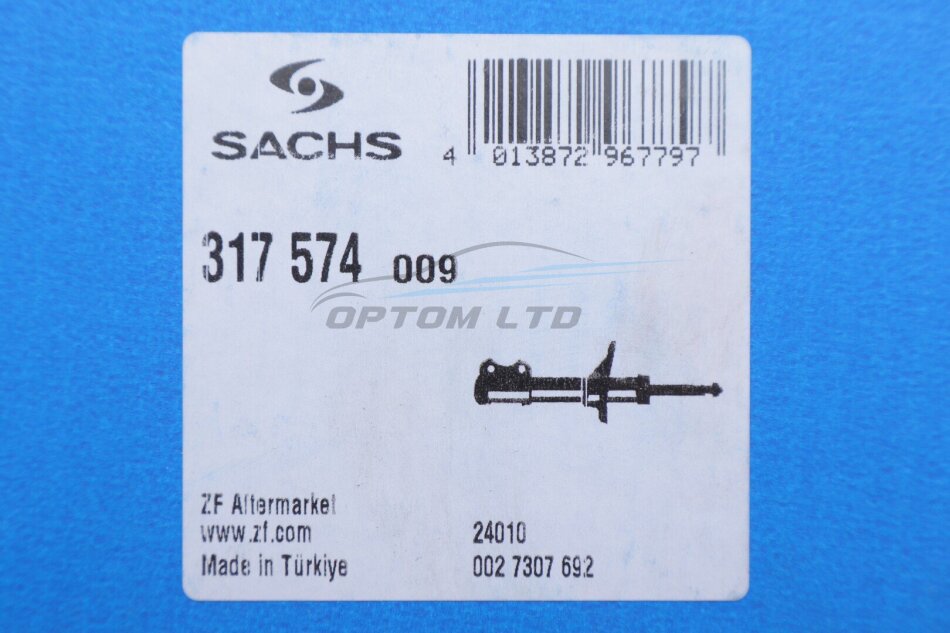 SACHS
4 013872 967797
317 574 009
OPTOM LTD
ZF Aftermarket
www.zf.com
24010
Made in Türkiye
002 7307 692